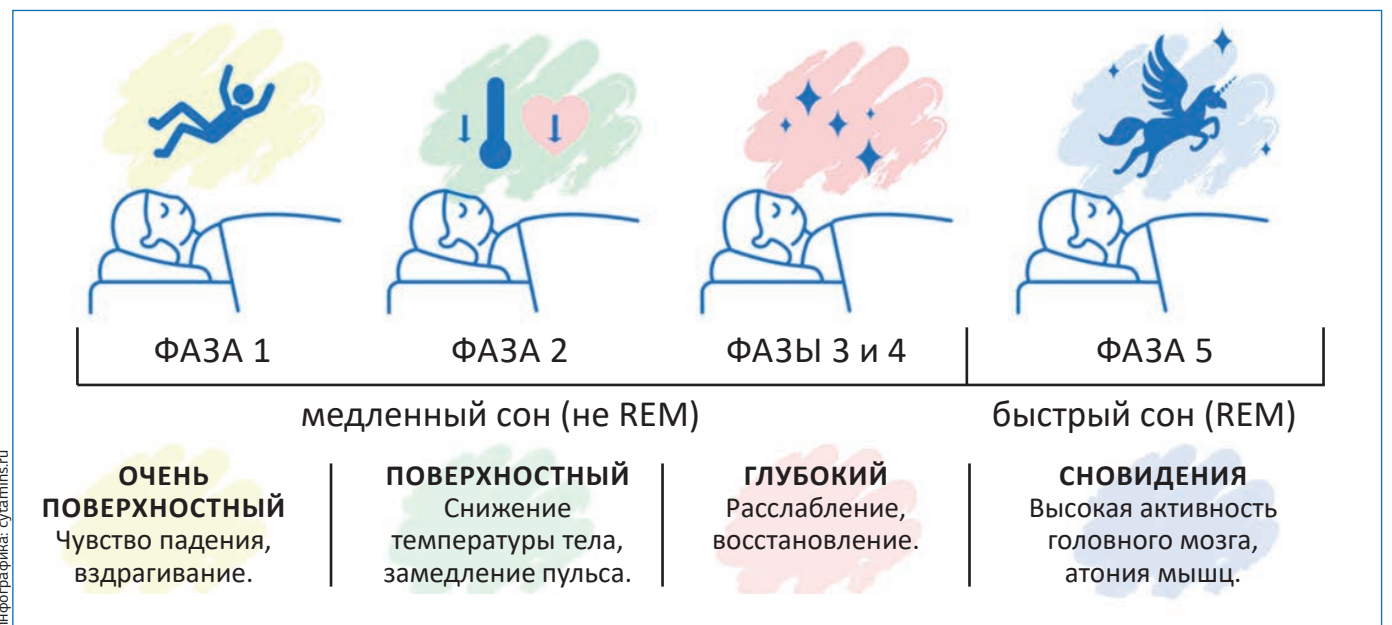 ФАЗА 1
ФАЗА 2
ФАЗЫ 3 и 4
ФАЗА 5
медленный сон (не REM)
быстрый сон (REM)
ОЧЕНЬ
ПОВЕРХНОСТНЫЙ
Чувство падения,
вздрагивание.
ПОВЕРХНОСТНЫЙ
Снижение
температуры тела,
замедление пульса.
ГЛУБОКИЙ
Расслабление,
восстановление.
СНОВИДЕНИЯ
Высокая активность
головного мозга,
атония мышц.
нфографика: cytamins.ru